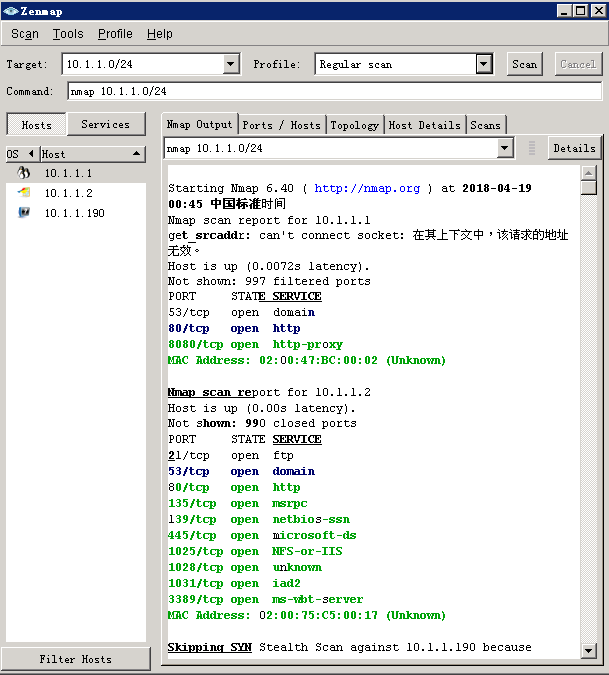 Zenmap
Scan Tools Profile Help
Target: 10.1.1.0/24 Profile: Regular scan Scan Cancel
Command: nmap 10.1.1.0/24
Hosts Services
Nmap Output Ports / Hosts Topology Host Details Scans
OS Host
nmap 10.1.1.0/24 Details
10.1.1.1
10.1.1.2
10.1.1.190
Starting Nmap 6.40 ( http://nmap.org ) at 2018-04-19
00:45 中国标准时间
Nmap scan report for 10.1.1.1
get_srcaddr: can't connect socket: 在其上下文中，该请求的地址
无效。
Host is up (0.0072s latency).
Not shown: 997 filtered ports
PORT STATE SERVICE
53/tcp open domain
80/tcp open http
8080/tcp open http-proxy
MAC Address: 02:00:47:BC:00:02 (Unknown)
Nmap scan report for 10.1.1.2
Host is up (0.00s latency).
Not shown: 990 closed ports
PORT STATE SERVICE
21/tcp open ftp
53/tcp open domain
80/tcp open http
135/tcp open msrpc
139/tcp open netbios-ssn
445/tcp open microsoft-ds
1025/tcp open NFS-or-IIS
1028/tcp open unknown
1031/tcp open iad2
3389/tcp open ms-wbt-server
MAC Address: 02:00:75:C5:00:17 (Unknown)
Skipping SYN Stealth Scan against 10.1.1.190 because
Filter Hosts